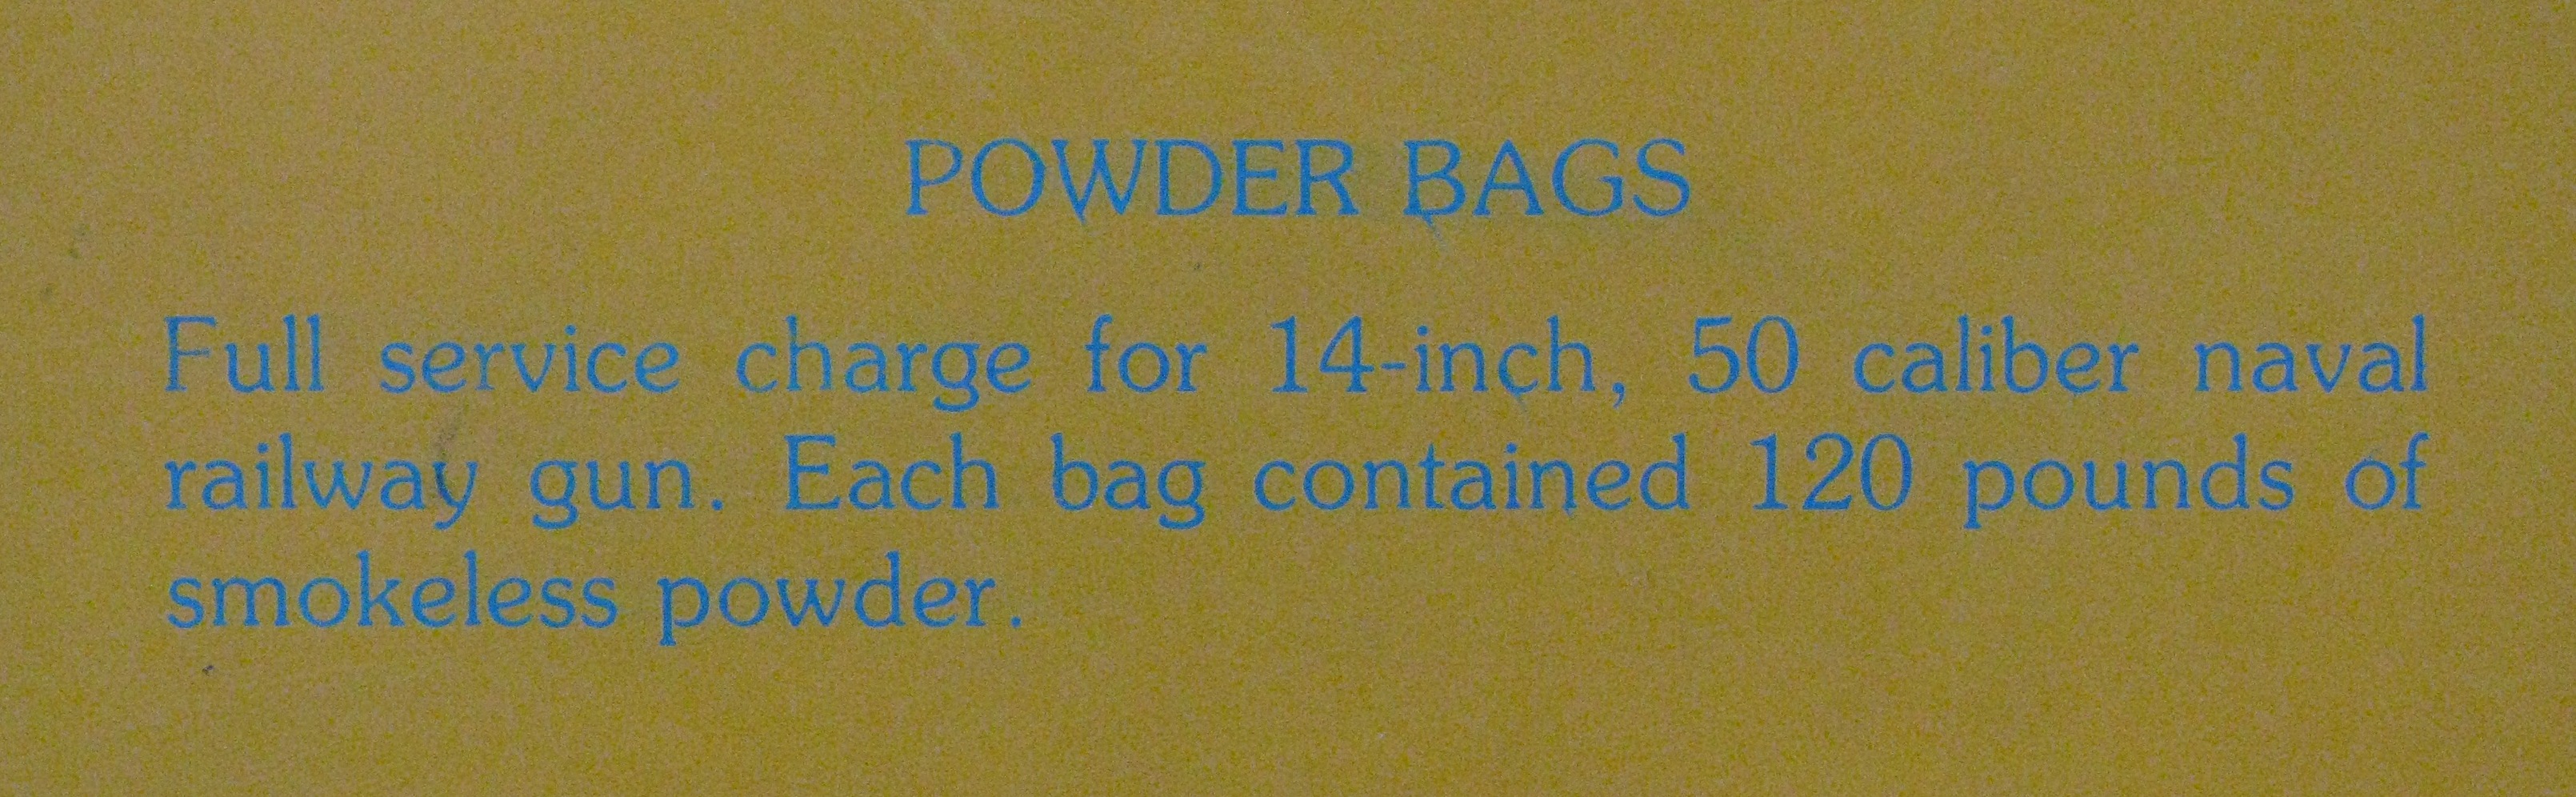 POWDER BAGS
Full service charge for 14-inch, 50 caliber naval
railway gun. Each bag contained 120 pounds of
smokeless powder.